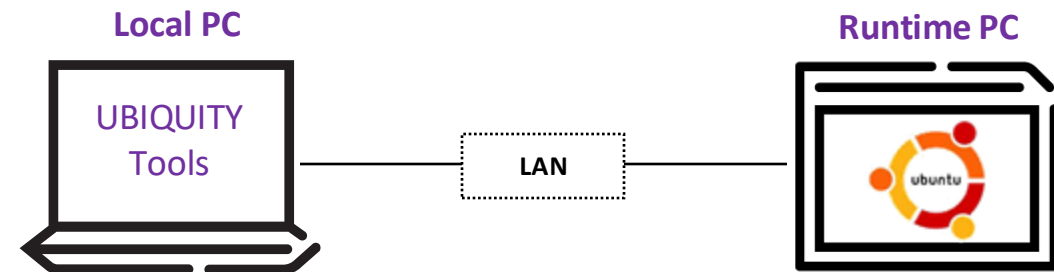 Local PC
Runtime PC
UBIQUITY
Tools
LAN
ubuntu